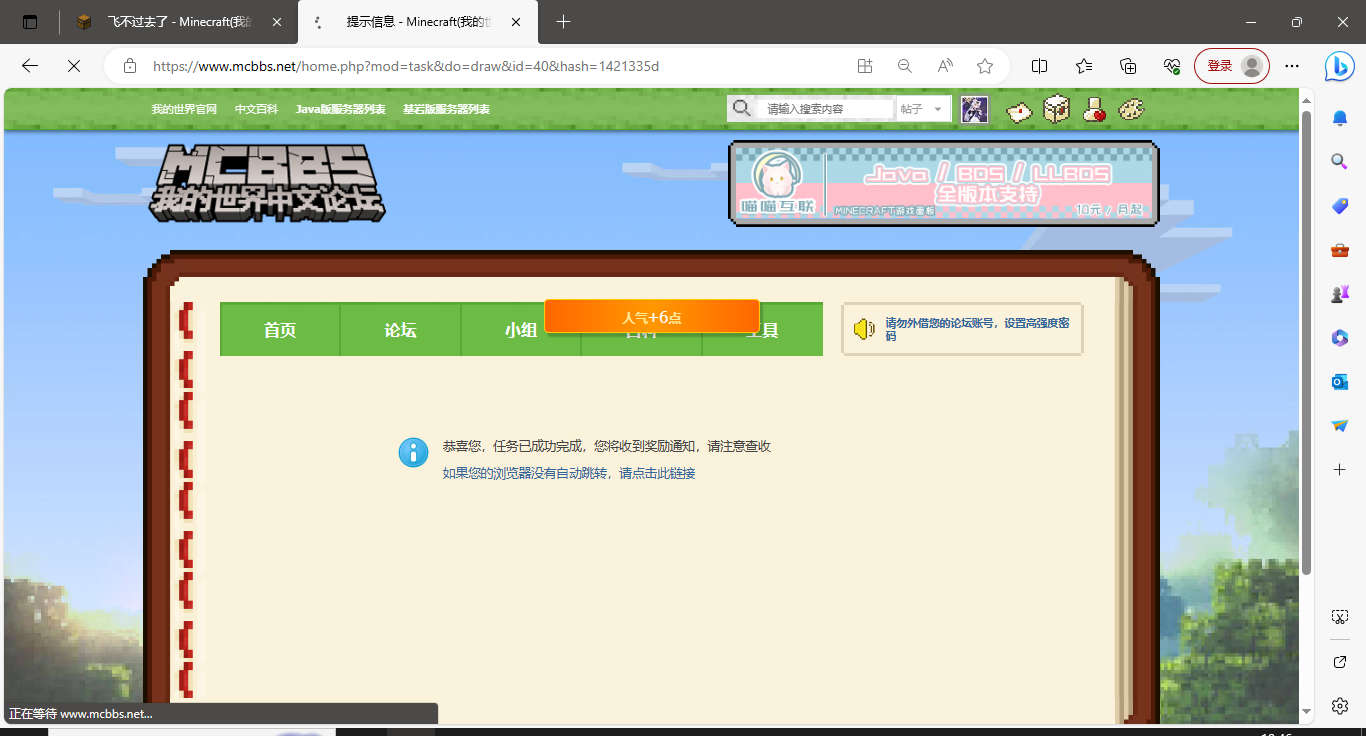 飞不过去了 - Minecraft(我的
提示信息 - Minecraft(我的世
https://www.mcbbs.net/home.php?mod=task&do=draw&id=40&hash=1421335d
登录
我的世界官网 中文百科 Java版服务器列表 基岩版服务器列表
请输入搜索内容 帖子
MCBBS
我的世界中文论坛
喵喵互联
Java / BDS / LLBDS
全版本支持
MINECRAFT游戏面板 10元 / 月起
首页 论坛 小组 工具
人气+6点
请勿外借您的论坛账号，设置高强度密
码
恭喜您，任务已成功完成，您将收到奖励通知，请注意查收
如果您的浏览器没有自动跳转，请点击此链接
正在等待 www.mcbbs.net...